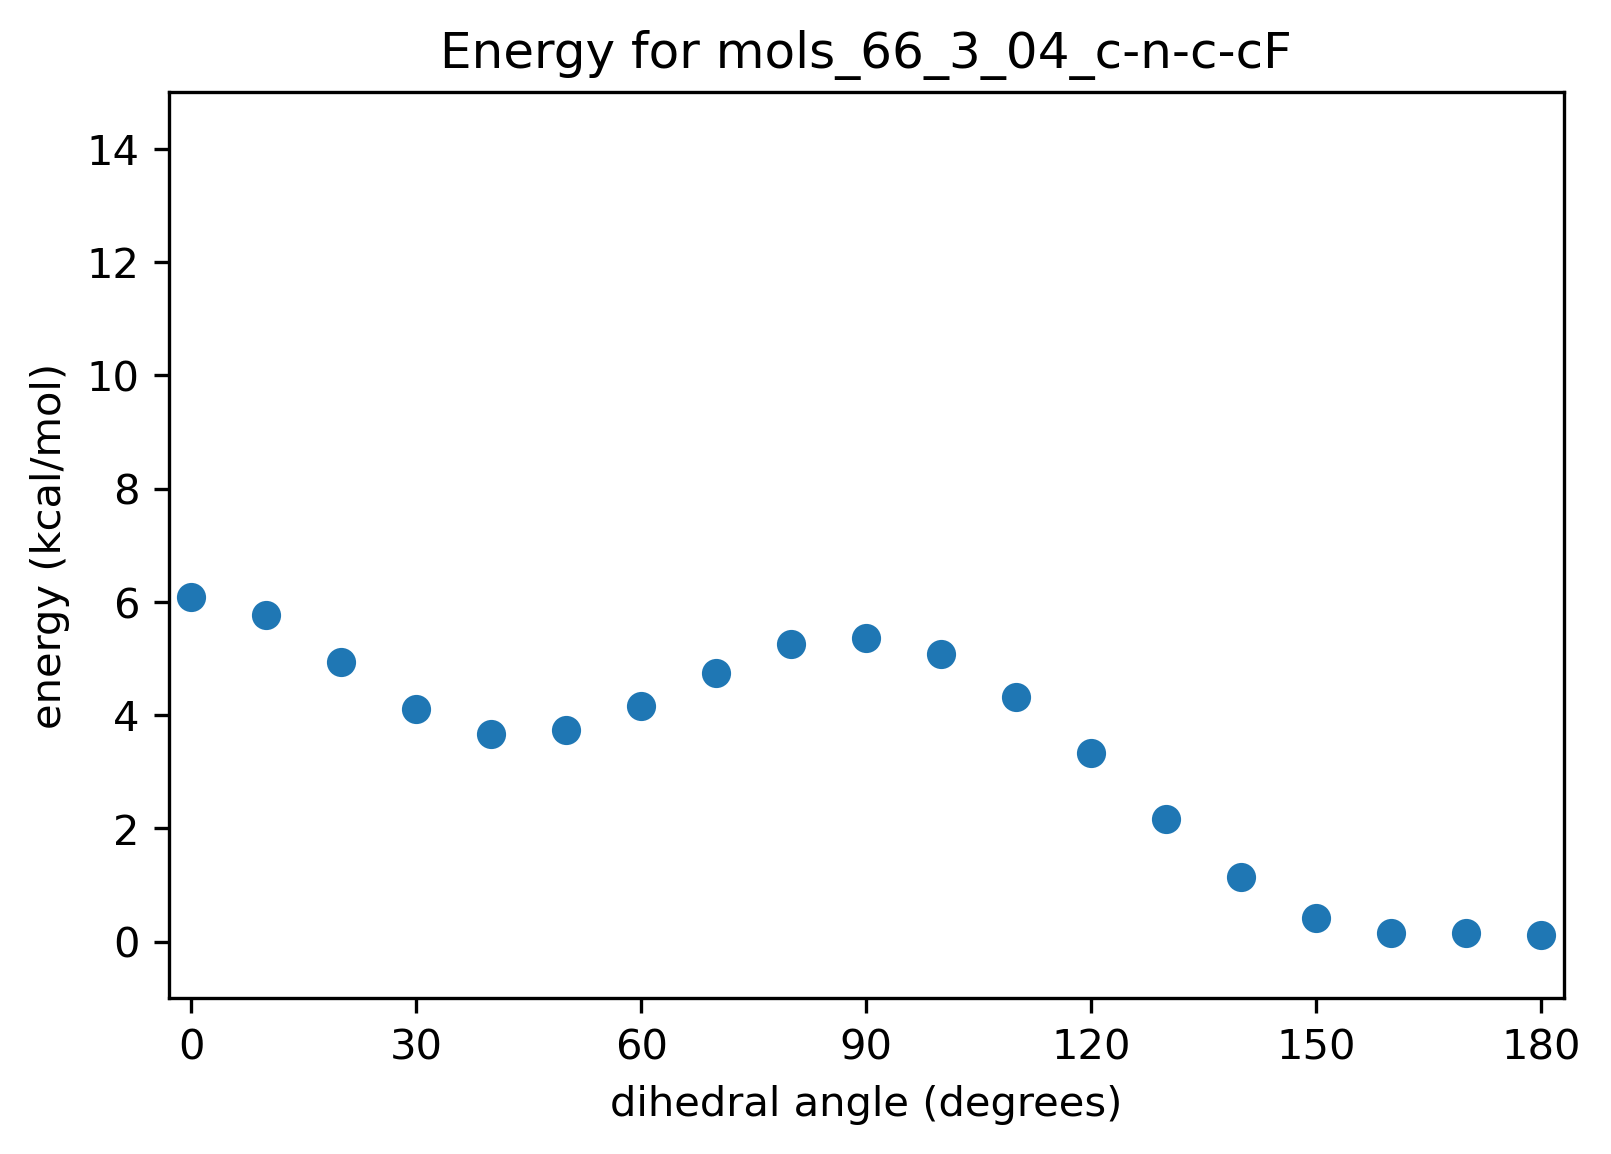 Energy for mols_66_3_04_c-n-c-cF
14
12
10
8
6
4
2
0
energy (kcal/mol)
0 30 60 90 120 150 180
dihedral angle (degrees)